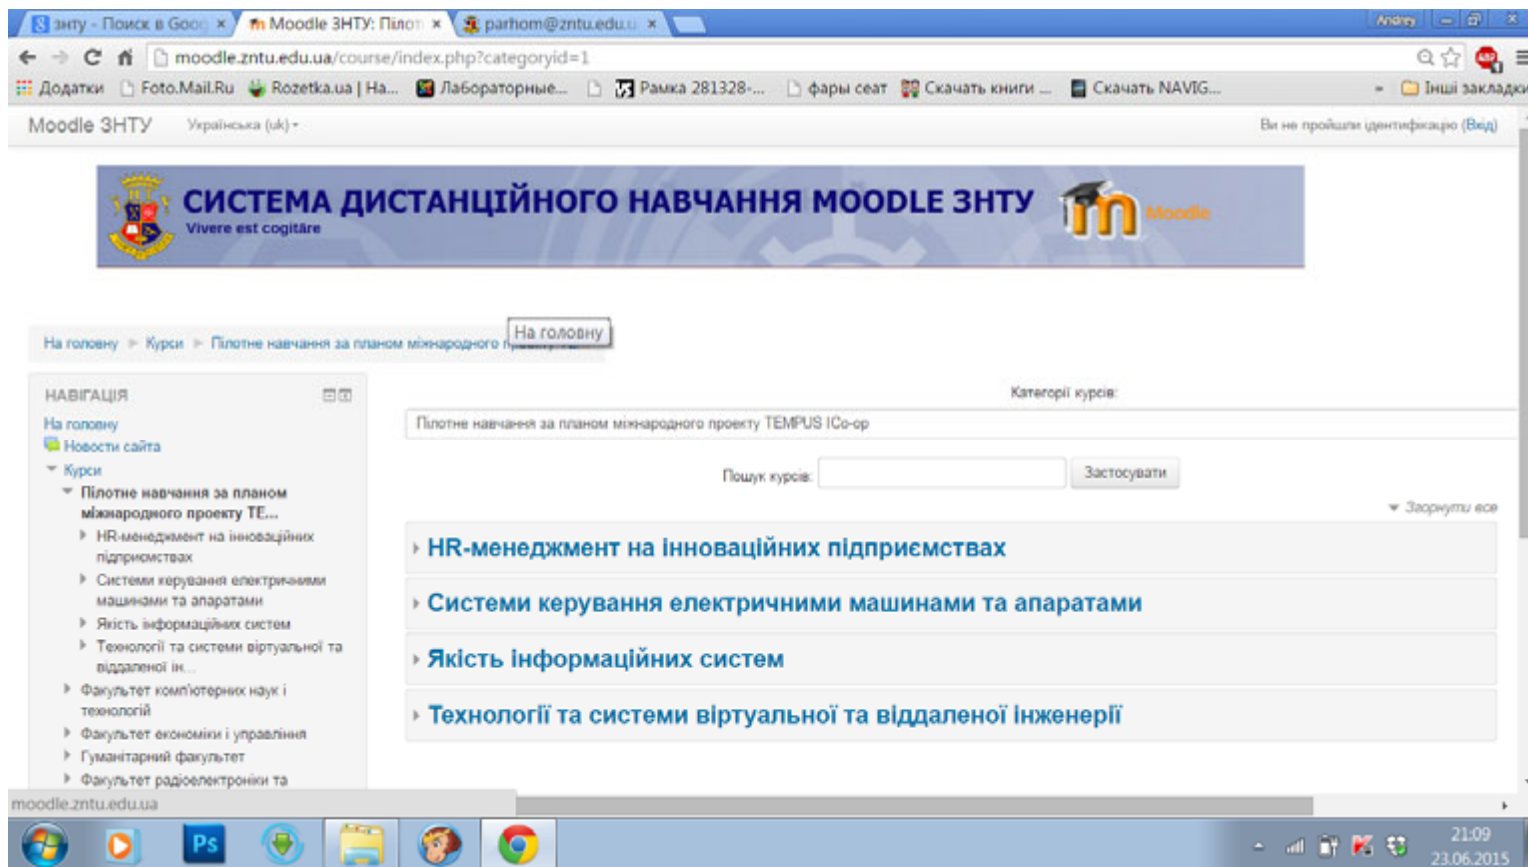 знту - Поиск в Goo
Moodle ЗНТУ: Піло
parhom@zntu.edu.u
Andrey
moodle.zntu.edu.ua/course/index.php?categoryid=1
Додатки Foto.Mail.Ru Rozetka.ua | На... Лабораторные... Рамка 281328-... фары сеат Скачать книги ... Скачать NAVIG... » Інші закладки
Moodle ЗНТУ Українська (uk)
Ви не пройшли ідентифікацію (Вхід)
СИСТЕМА ДИСТАНЦІЙНОГО НАВЧАННЯ MOODLE ЗНТУ
Vivere est cogitāre
Moodle
На головну
На головну Курси Пілотне навчання за планом міжнародного
НАВІГАЦІЯ
На головну
Новости сайта
Курси
Пілотне навчання за планом
міжнародного проекту ТЕ...
HR-менеджмент на інноваційних
підприємствах
Системи керування електричними
машинами та апаратами
Якість інформаційних систем
Технології та системи віртуальної та
віддаленої ін...
Факультет комп'ютерних наук і
технологій
Факультет економіки і управління
Гуманітарний факультет
Факультет радіоелектроніки та
Категорії курсів:
Пілотне навчання за планом міжнародного проекту TEMPUS ICo-op
Пошук курсів: Застосувати
Згорнути все
HR-менеджмент на інноваційних підприємствах
Системи керування електричними машинами та апаратами
Якість інформаційних систем
Технології та системи віртуальної та віддаленої інженерії
moodle.zntu.edu.ua
Ps
21:09
23.06.2015